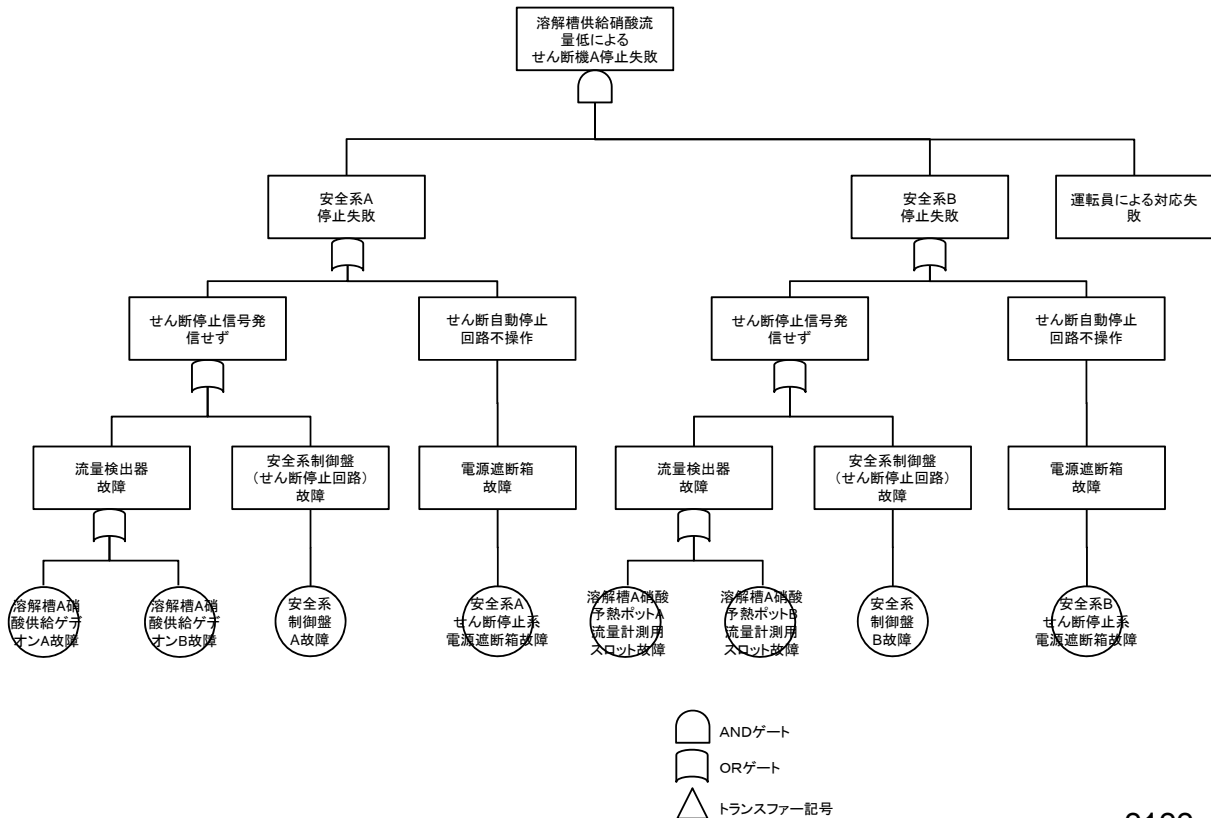 溶解槽供給硝酸流
量低による
せん断機A停止失敗
安全系A
停止失敗
安全系B
停止失敗
運転員による対応失
敗
せん断停止信号発
信せず
せん断自動停止
回路不操作
せん断停止信号発
信せず
せん断自動停止
回路不操作
流量検出器
故障
安全系制御盤
(せん断停止回路)
故障
電源遮断箱
故障
流量検出器
故障
安全系制御盤
(せん断停止回路)
故障
電源遮断箱
故障
溶解槽A硝
酸供給ゲデ
オンA故障
溶解槽A硝
酸供給ゲデ
オンB故障
安全系
制御盤
A故障
安全系A
せん断停止系
電源遮断箱故障
溶解槽A硝酸
予熱ポットA
流量計測用
スロット故障
溶解槽A硝酸
予熱ポットB
流量計測用
スロット故障
安全系
制御盤
B故障
安全系B
せん断停止系
電源遮断箱故障
ANDゲート
ORゲート
トランスファー記号